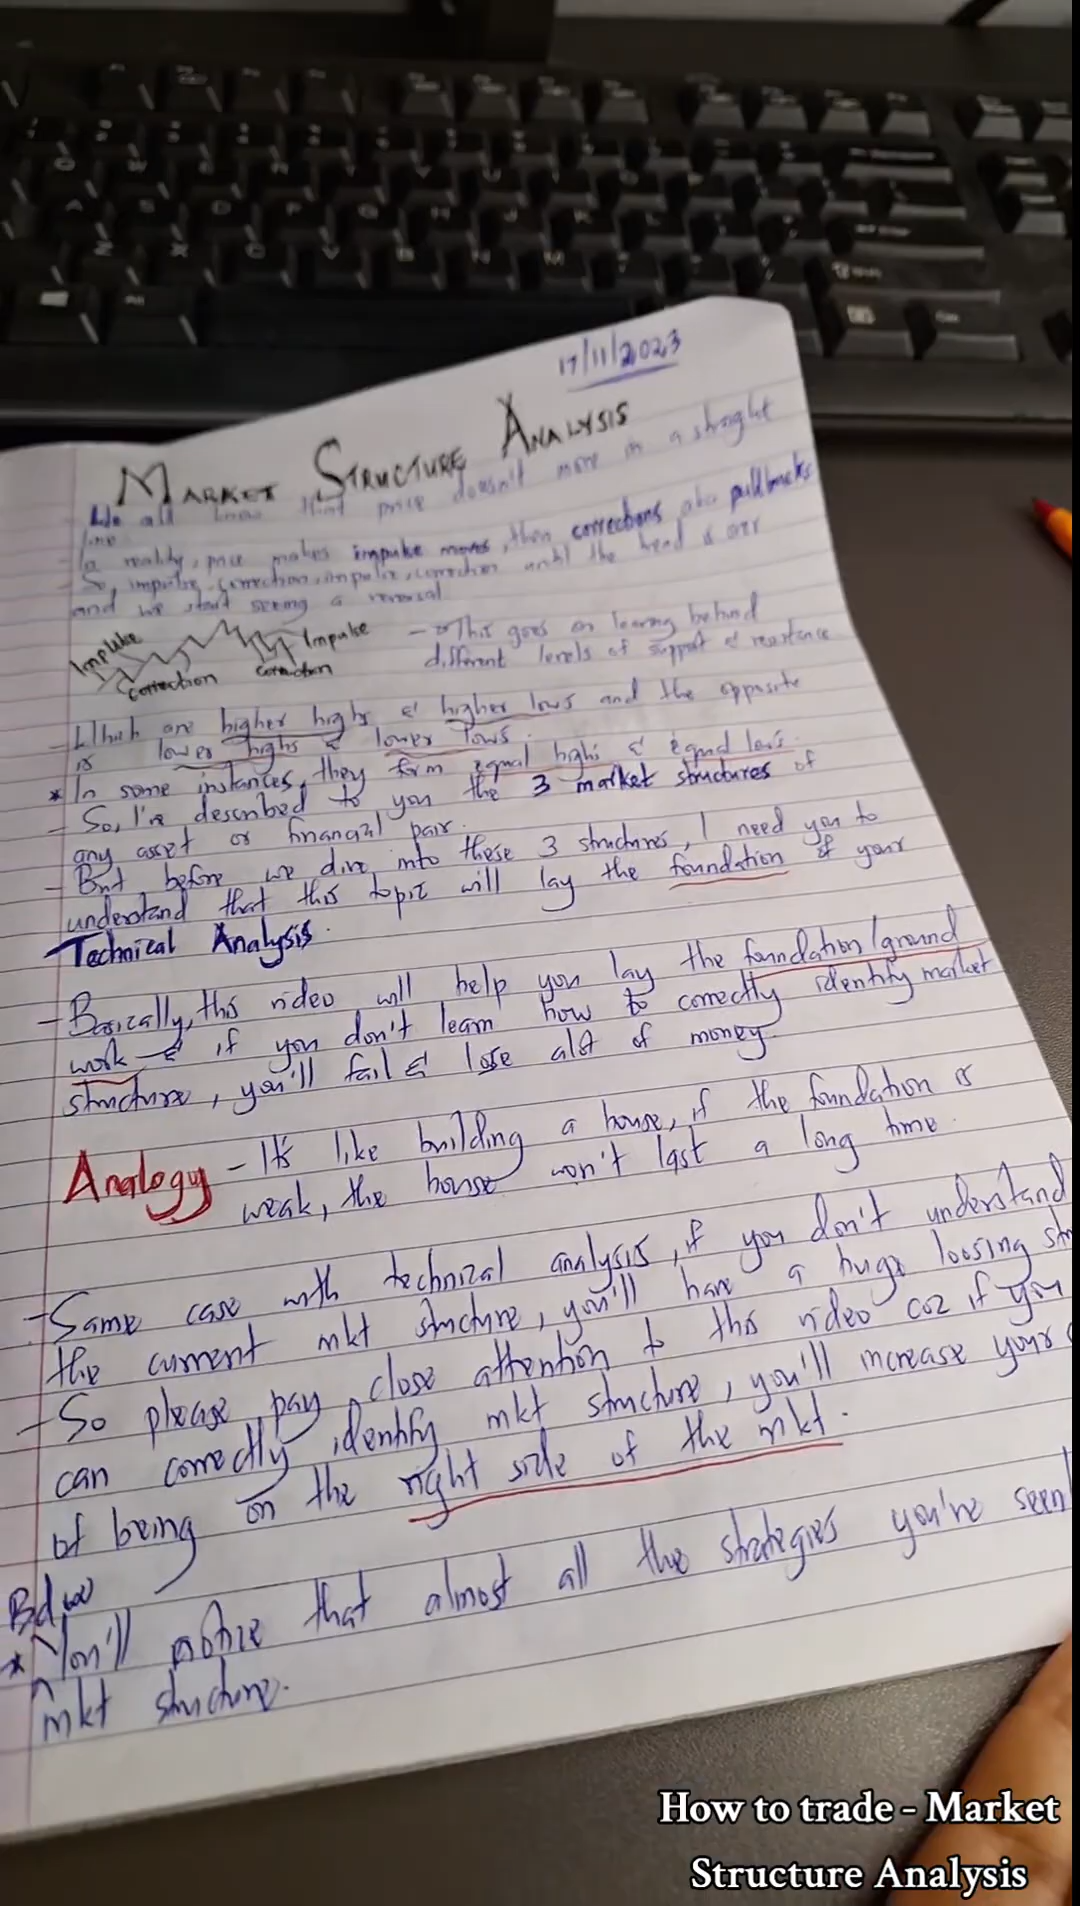 17/11/2023
MARKET STRUCTURE ANALYSIS
We all know that price doesn't move in a straight
line
In reality, price makes impulse moves, then corrections aka pullbacks
- So, impulse, correction, impulse, correction until the trend is over
and we start seeing a reversal
Impulse
Correction
Impulse
Correction
- This goes on leaving behind
different levels of support & resistance
- Which are higher highs & higher lows and the opposite
is lower highs & lower lows.
* In some instances, they form equal highs & equal lows.
- So, I've described to you the 3 market structures of
any asset or financial pair.
- But before we dive into these 3 structures, I need you to
understand that this topic will lay the foundation of your
Technical Analysis.
- Basically, this video will help you lay the foundation/ground
work & if you don't learn how to correctly identify market
structure, you'll fail & lose alot of money.
Analogy - It's like building a house, if the foundation is
weak, the house won't last a long time.
- Same case with technical analysis, if you don't understand
the current mkt structure, you'll have a huge loosing
- So please pay close attention to this video coz if you
can correctly identify mkt structure, you'll increase your
of being on the right side of the mkt.
* You'll notice that almost all the strategies you've seen
mkt structure.
How to trade - Market
Structure Analysis